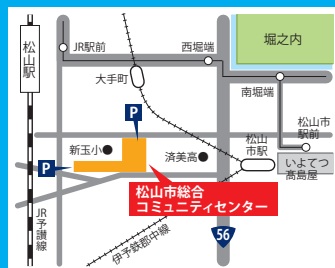 松山駅
JR駅前
西堀端
堀之内
大手町
南堀端
P
新玉小
済美高
松山
市駅
松山市
駅前
いよてつ
髙島屋
P
松山市総合
コミュニティセンター
JR予讃線
伊予鉄郡中線
56